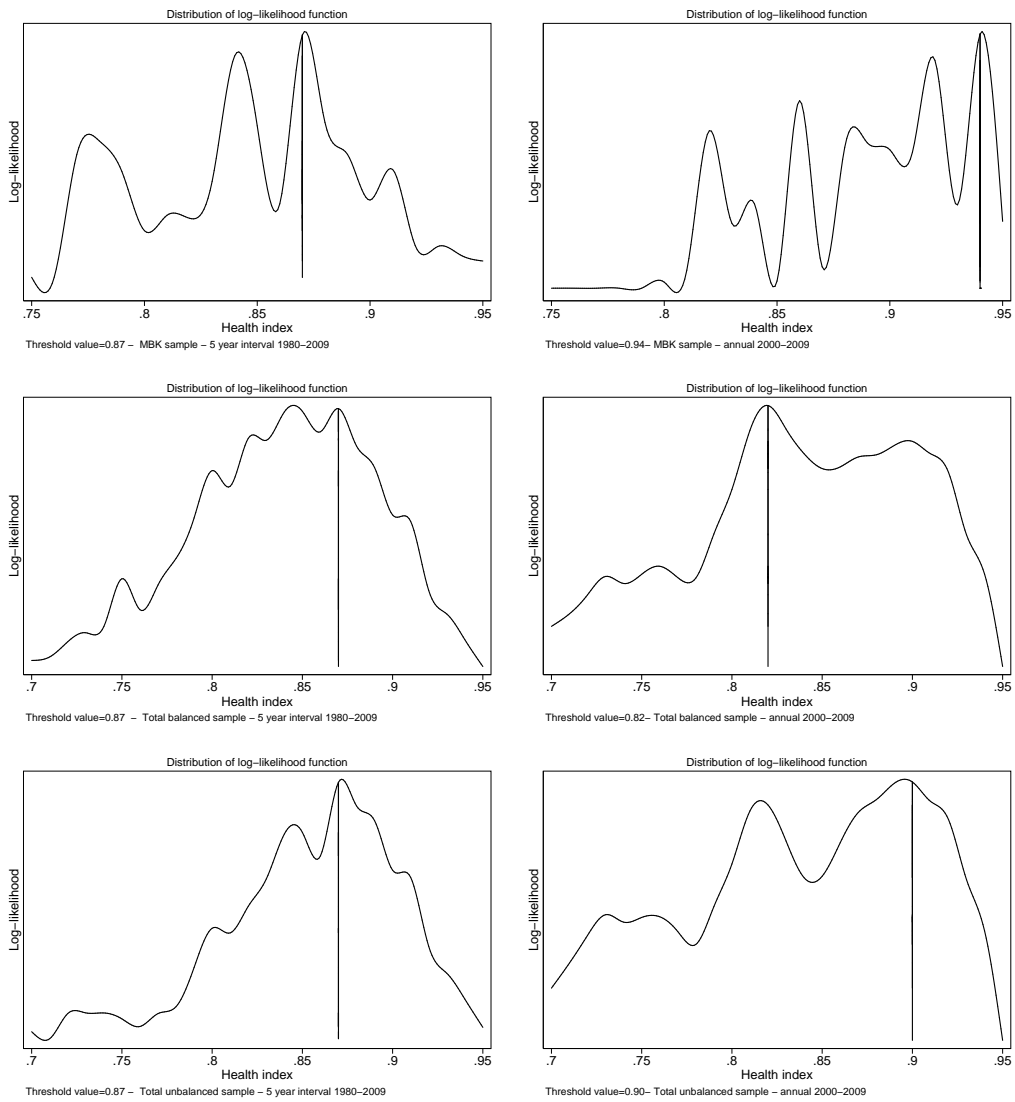 Distribution of log−likelihood function
Log−likelihood
.75 .8 .85 .9 .95
Health index
Threshold value=0.87 − MBK sample − 5 year interval 1980−2009
Distribution of log−likelihood function
Log−likelihood
.75 .8 .85 .9 .95
Health index
Threshold value=0.94− MBK sample − annual 2000−2009
Distribution of log−likelihood function
Log−likelihood
.7 .75 .8 .85 .9 .95
Health index
Threshold value=0.87 − Total balanced sample − 5 year interval 1980−2009
Distribution of log−likelihood function
Log−likelihood
.7 .75 .8 .85 .9 .95
Health index
Threshold value=0.82− Total balanced sample − annual 2000−2009
Distribution of log−likelihood function
Log−likelihood
.7 .75 .8 .85 .9 .95
Health index
Threshold value=0.87 − Total unbalanced sample − 5 year interval 1980−2009
Distribution of log−likelihood function
Log−likelihood
.7 .75 .8 .85 .9 .95
Health index
Threshold value=0.90− Total unbalanced sample − annual 2000−2009